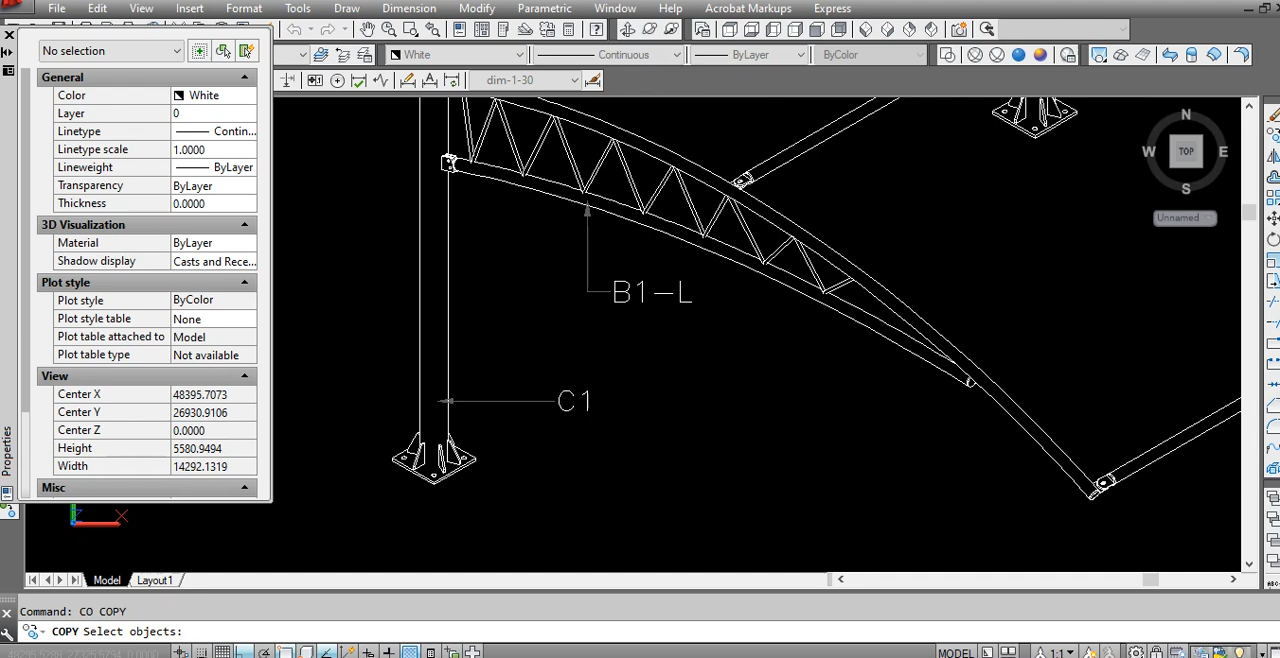 File Edit View Insert Format Tools Draw Dimension Modify Parametric Window Help Acrobat Markups Express
No selection
White Continuous ByLayer ByColor
General
dim-1-30
Color White
Layer 0
Linetype Contin...
Linetype scale 1.0000
Lineweight ByLayer
Transparency ByLayer
Thickness 0.0000
3D Visualization
Material ByLayer
Shadow display Casts and Rece...
Plot style
Plot style ByColor
Plot style table None
Plot table attached to Model
Plot table type Not available
View
Center X 48395.7073
Center Y 26930.9106
Center Z 0.0000
Height 5580.9494
Width 14292.1319
Misc
Properties
B1-L
C1
N
W TOP E
S
Unnamed
Model Layout1
Command: CO COPY
COPY Select objects:
MODEL 1:1